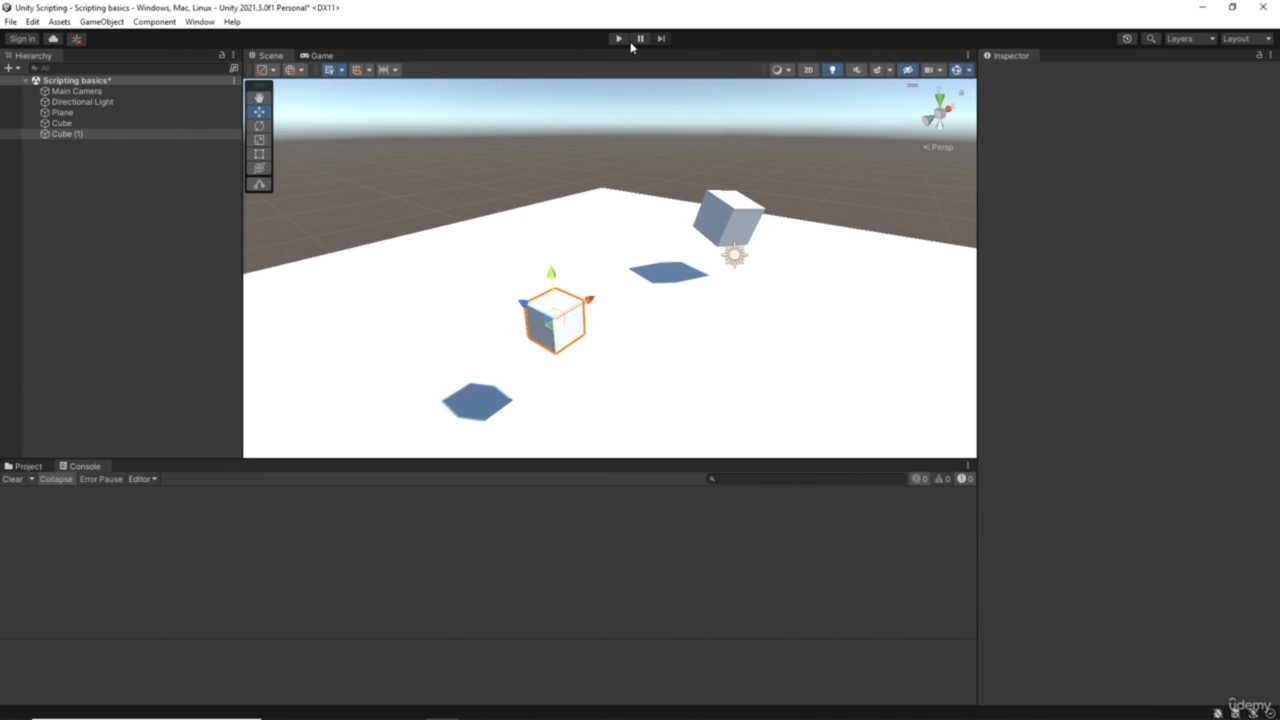 Unity Scripting - Scripting basics - Windows, Mac, Linux - Unity 2021.3.0f1 Personal* <DX11>
File Edit Assets GameObject Component Window Help
Sign in Layers Layout
Hierarchy Scene Game Inspector
All 2D
Scripting basics*
Main Camera
Directional Light
Plane
Cube
Cube (1)
Persp
Project Console
Clear Collapse Error Pause Editor 0 0 0
udemy